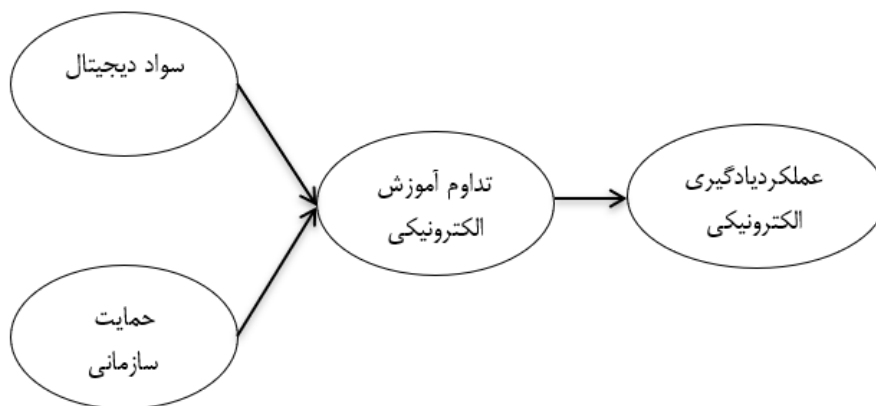 سواد دیجیتال
حمایت
سازمانی
تداوم آموزش
الکترونیکی
عملکردیادگیری
الکترونیکی